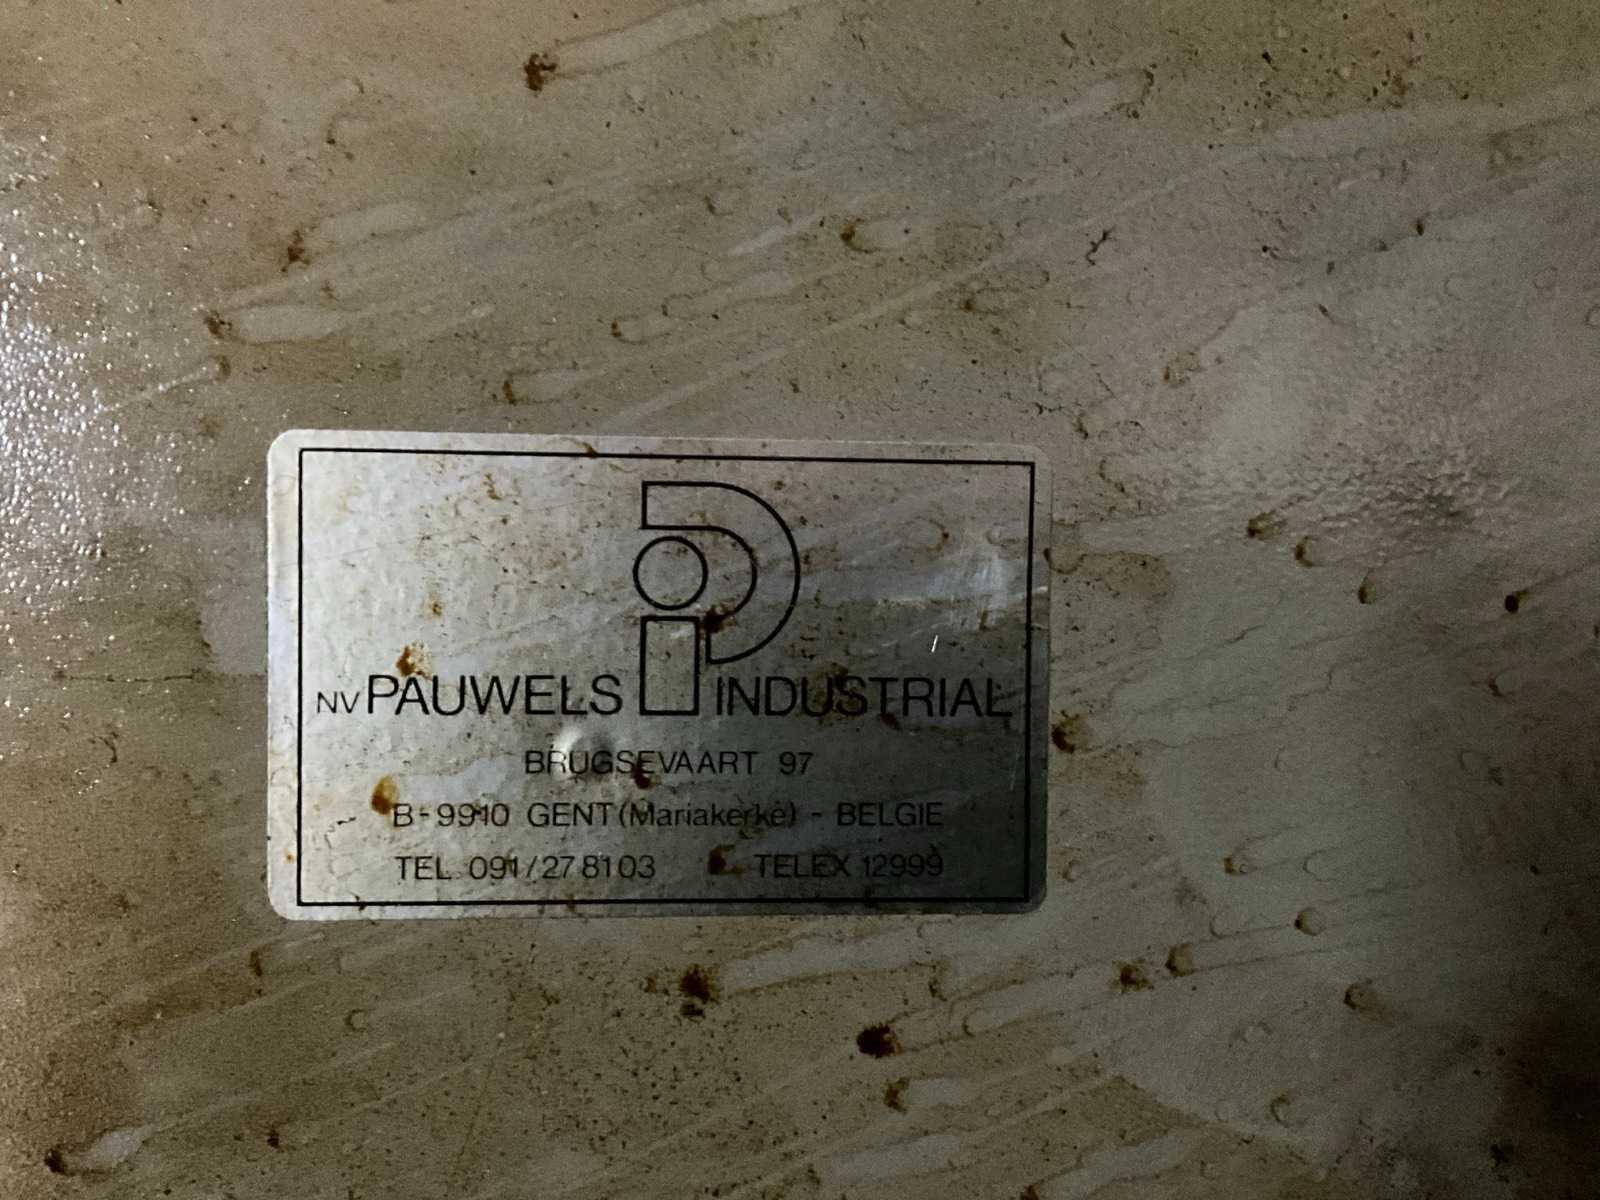 NV PAUWELS INDUSTRIAL
BRUGSEVAART 97
B-9910 GENT (Mariakerke) - BELGIE
TEL. 091/27 81 03 TELEX 12999